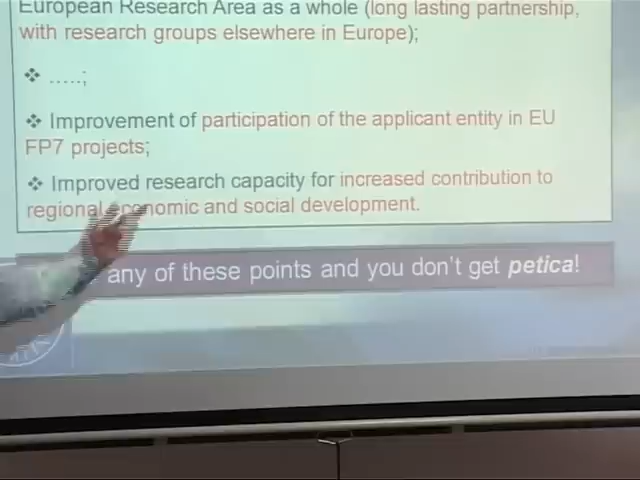 European Research Area as a whole (long lasting partnership,
with research groups elsewhere in Europe);
❖ .....;
❖ Improvement of participation of the applicant entity in EU
FP7 projects;
❖ Improved research capacity for increased contribution to
regional economic and social development.
any of these points and you don't get petica!